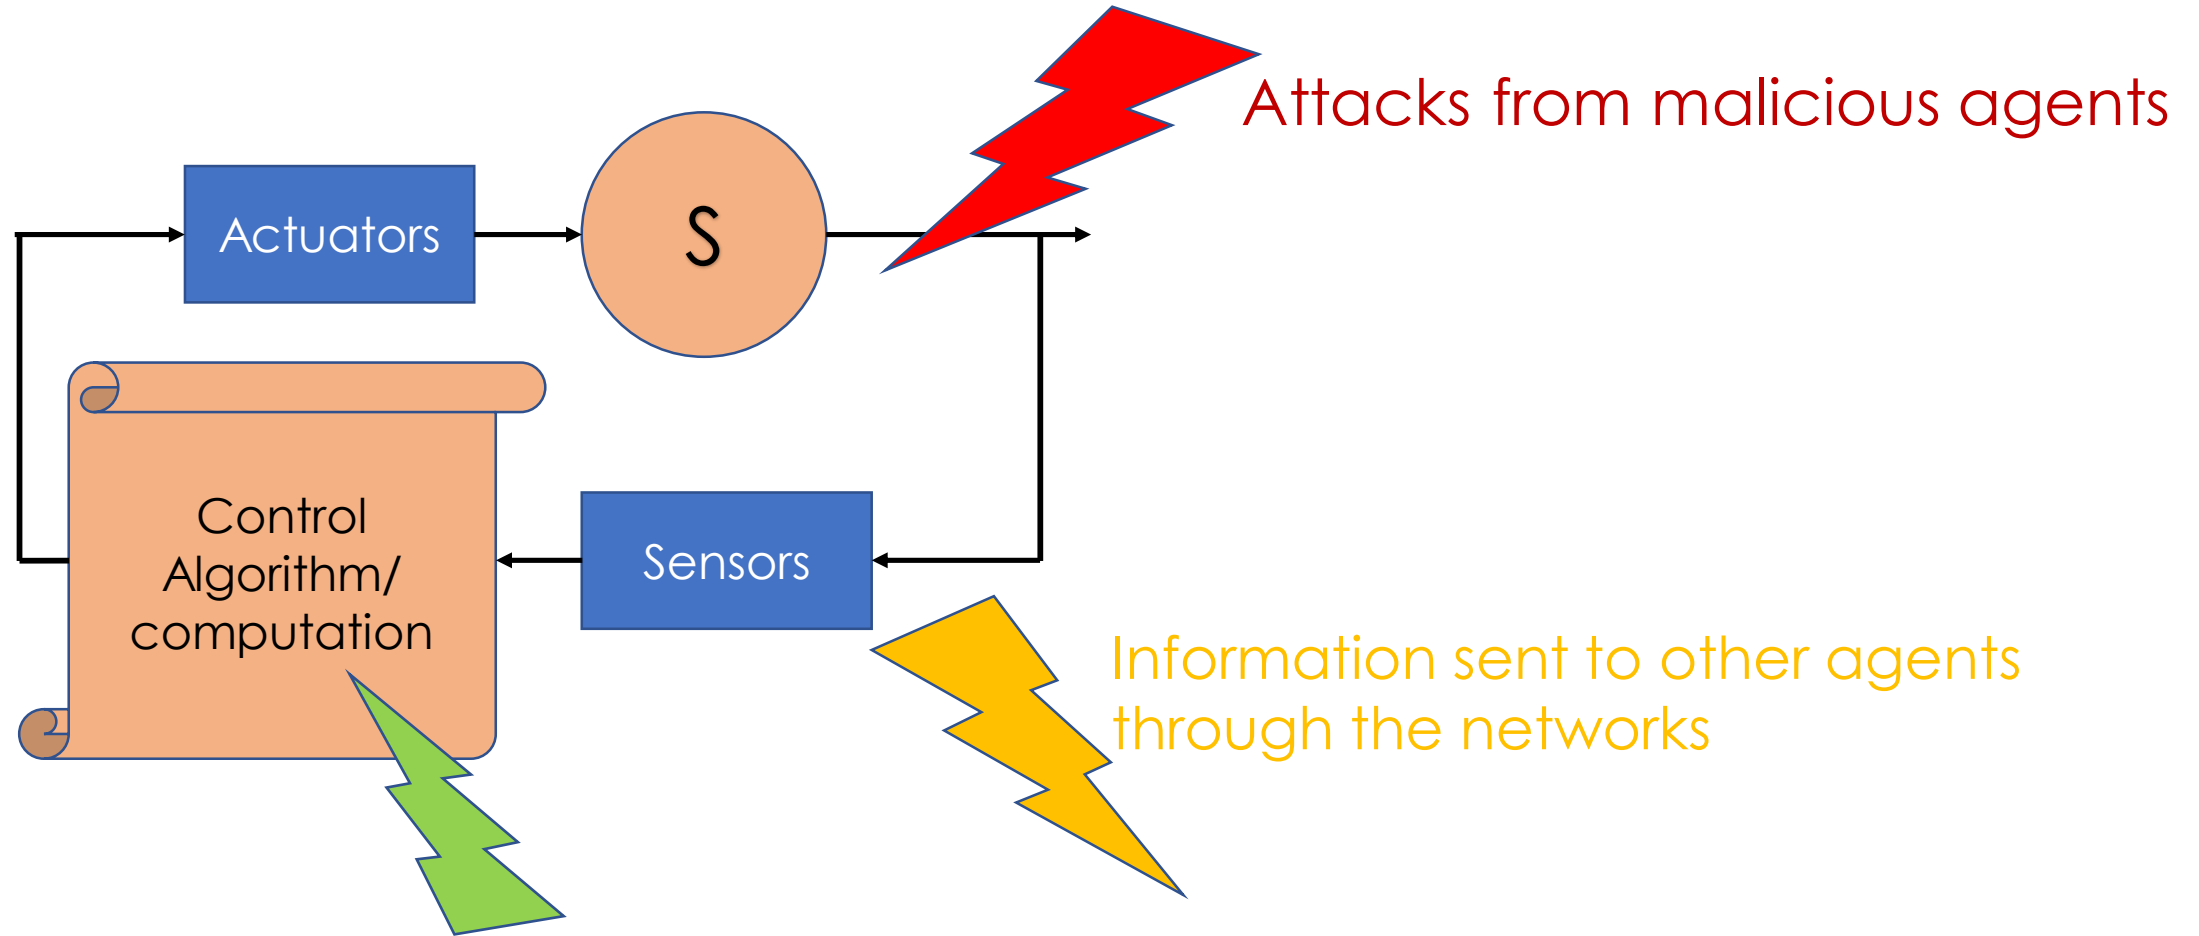 Attacks from malicious agents
Actuators
S
Control
Algorithm/
computation
Sensors
Information sent to other agents
through the networks